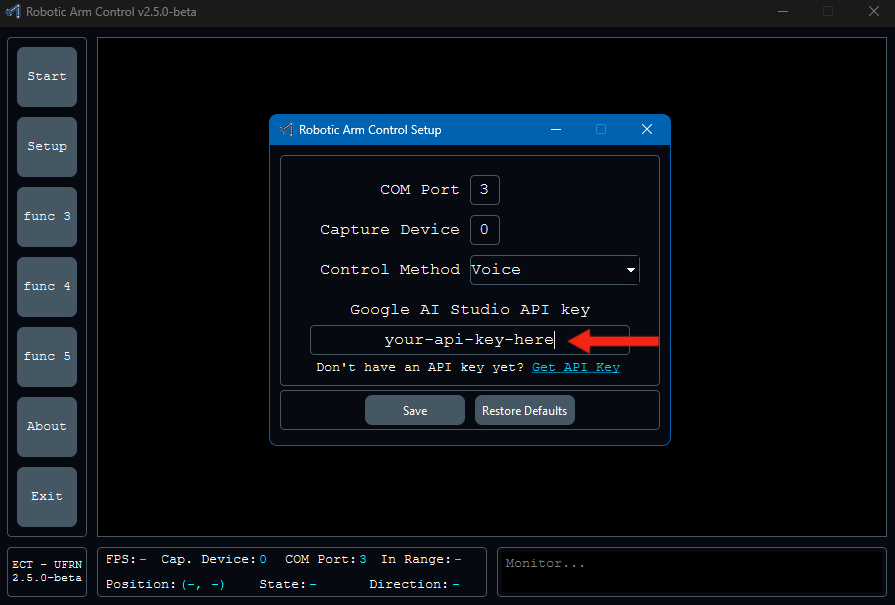 Robotic Arm Control v2.5.0-beta
Start
Setup
func 3
func 4
func 5
About
Exit
Robotic Arm Control Setup
COM Port 3
Capture Device 0
Control Method Voice
Google AI Studio API key
your-api-key-here
Don't have an API key yet? Get API Key
Save Restore Defaults
ECT - UFRN
2.5.0-beta
FPS:- Cap. Device:0 COM Port:3 In Range:-
Position:(-, -) State:- Direction:-
Monitor...